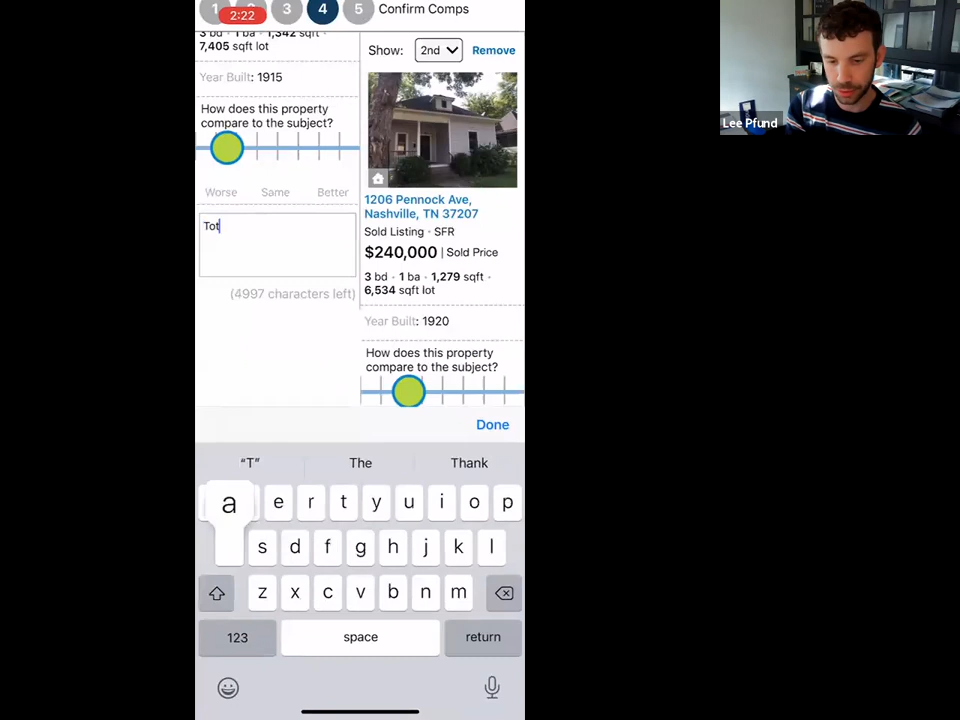 1
2:22
3
4
5
Confirm Comps
3 bd · 1 ba · 1,342 sqft ·
7,405 sqft lot
Year Built: 1915
How does this property
compare to the subject?
Worse Same Better
Tot
(4997 characters left)
Show: 2nd Remove
1206 Pennock Ave,
Nashville, TN 37207
Sold Listing · SFR
$240,000 | Sold Price
3 bd · 1 ba · 1,279 sqft ·
6,534 sqft lot
Year Built: 1920
How does this property
compare to the subject?
Done
“T” The Thank
a e r t y u i o p
s d f g h j k l
z x c v b n m
123 space return
Lee Pfund